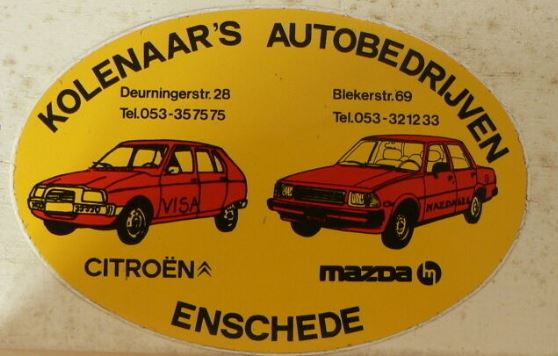 KOLENAAR'S AUTOBEDRIJVEN
Deurningerstr. 28
Tel. 053-357575
Blekerstr. 69
Tel. 053-321233
VISA
CITROËN
mazda m
ENSCHEDE